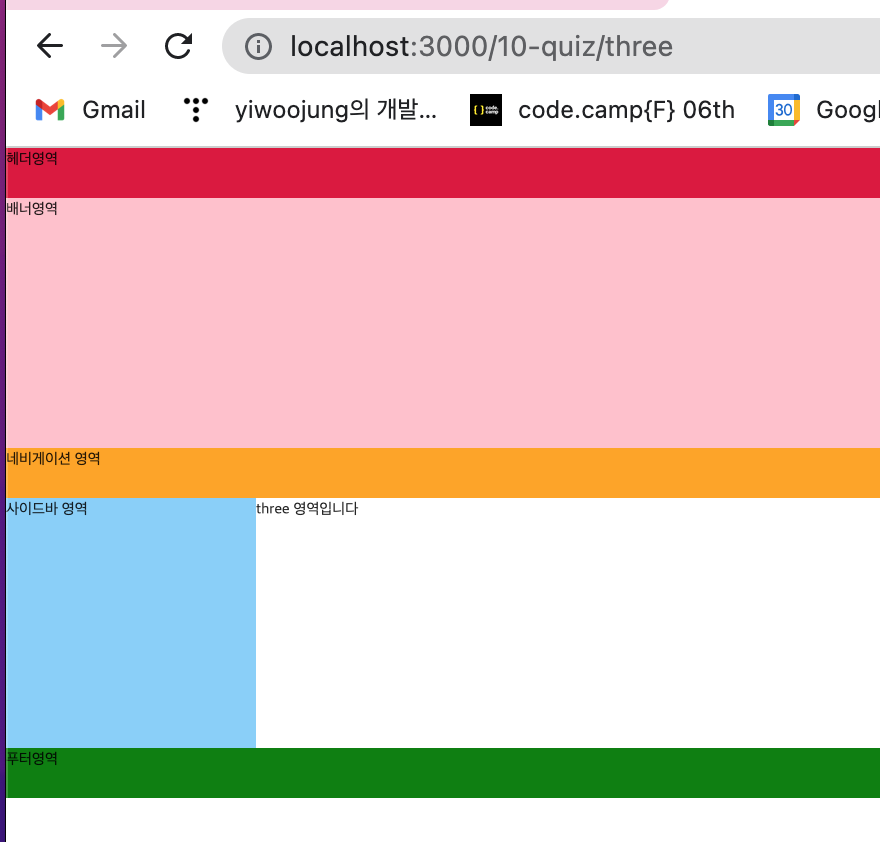 localhost:3000/10-quiz/three
Gmail yiwoojung의 개발... code.camp{F} 06th 30 Googl
헤더영역
배너영역
네비게이션 영역
사이드바 영역 three 영역입니다
푸터영역